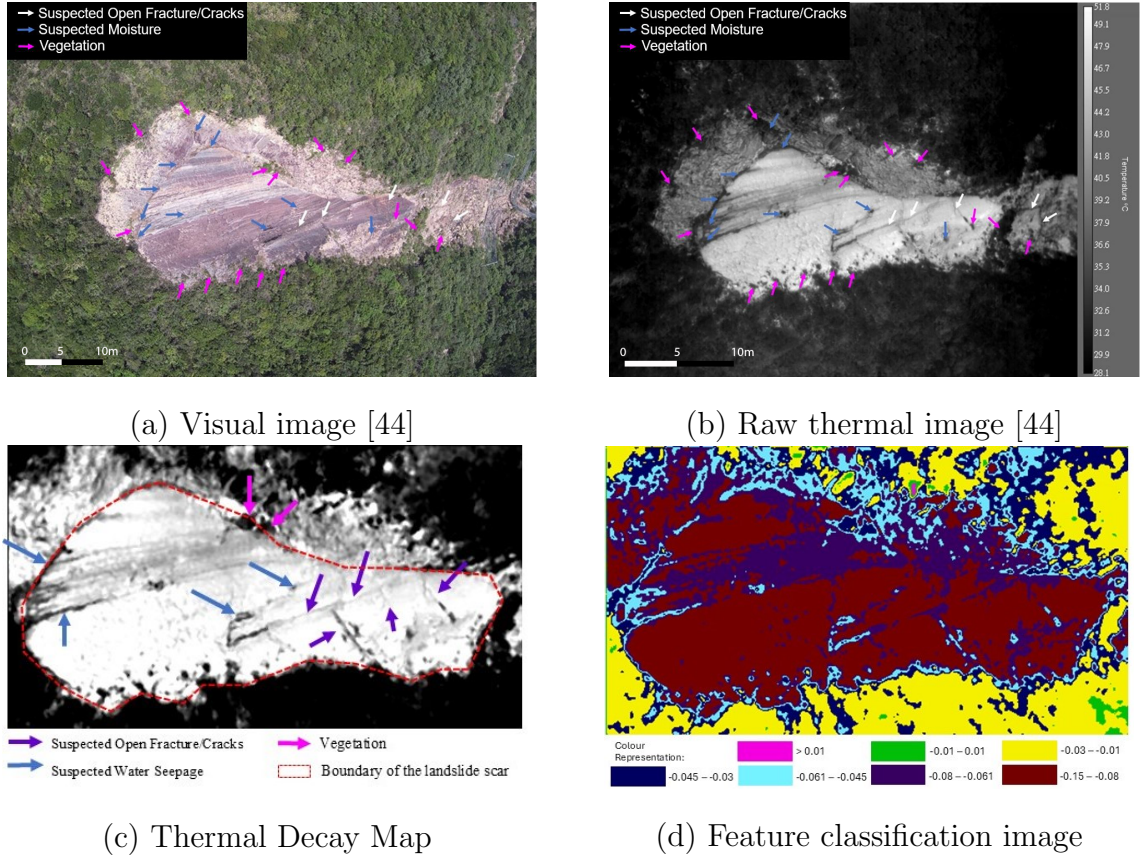 Suspected Open Fracture/Cracks
Suspected Moisture
Vegetation
0 5 10m
(a) Visual image [44]
Suspected Open Fracture/Cracks
Suspected Moisture
Vegetation
0 5 10m
51.8
49.1
46.7
45.7
44.2
43.0
41.8
40.9
39.2
37.9
36.6
35.3
34.0
32.6
31.2
29.9
28.1
Temperature °C
(b) Raw thermal image [44]
Suspected Open Fracture/Cracks
Vegetation
Suspected Water Seepage
Boundary of the landslide scar
(c) Thermal Decay Map
Colour
Representation:
> 0.01
-0.01 – 0.01
-0.03 – -0.01
-0.045 – -0.03
-0.061 – -0.045
-0.08 – -0.061
-0.15 – -0.08
(d) Feature classification image